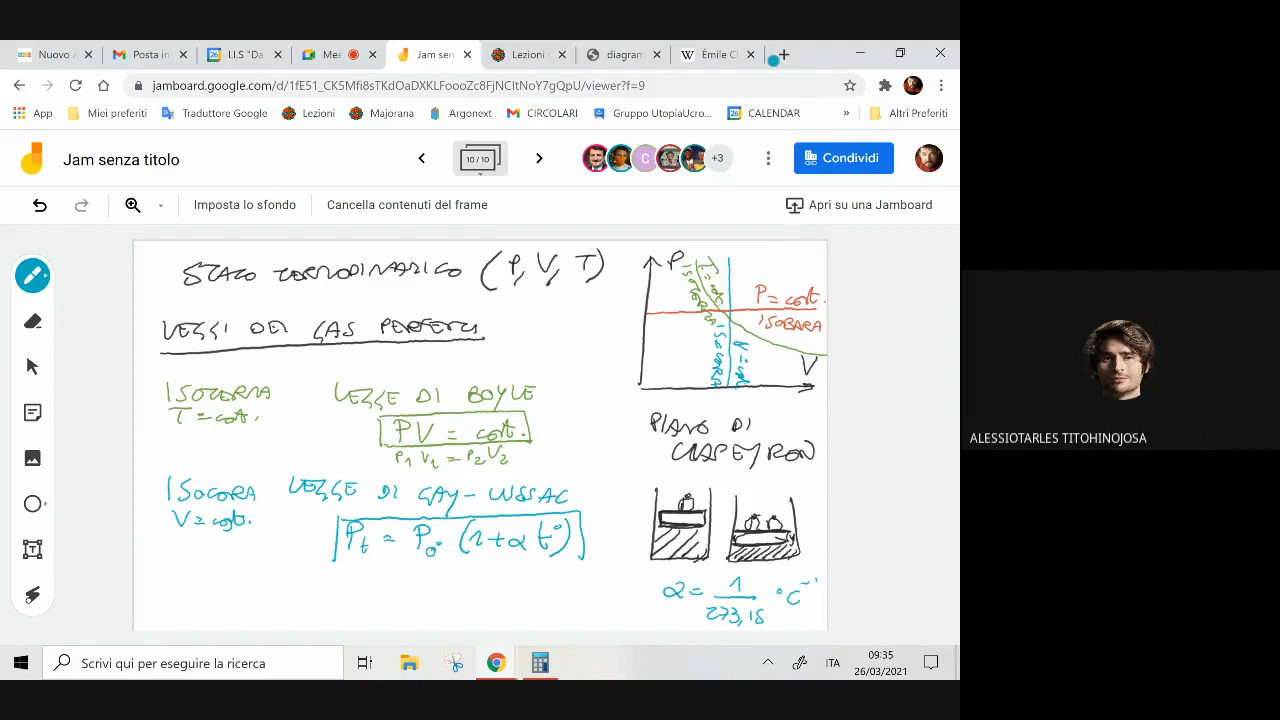 Nuovo A
Posta in
I.I.S "Da
Mee
Jam sen
Lezioni c
diagram
Émile Cl
jamboard.google.com/d/1fE51_CK5Mfi8sTKdOaDXKLFoooZc8FjNCltNoY7gQpU/viewer?f=9
App
Miei preferiti
Traduttore Google
Lezioni
Majorana
Argonext
CIRCOLARI
Gruppo UtopiaUcro...
CALENDAR
»
Altri Preferiti
Jam senza titolo
10 / 10
C
+3
Condividi
Imposta lo sfondo
Cancella contenuti del frame
Apri su una Jamboard
STATO TERMODINAMICO (P, V, T)
LEGGI DEI GAS PERFETTI
ISOTERMA
T = cost.
LEGGE DI BOYLE
PV = cost.
P1 V1 = P2 V2
ISOCORA
V = cost.
LEGGE DI GAY-LUSSAC
Pt = P0° (1 + α t°)
P
T = cost
ISOTERMA
P = cost.
ISOBARA
V = cost
ISOCORA
V
PIANO DI
CLAPEYRON
α = 1/273,15 °C⁻¹
ALESSIOTARLES TITOHINOJOSA
Scrivi qui per eseguire la ricerca
ITA
09:35
26/03/2021